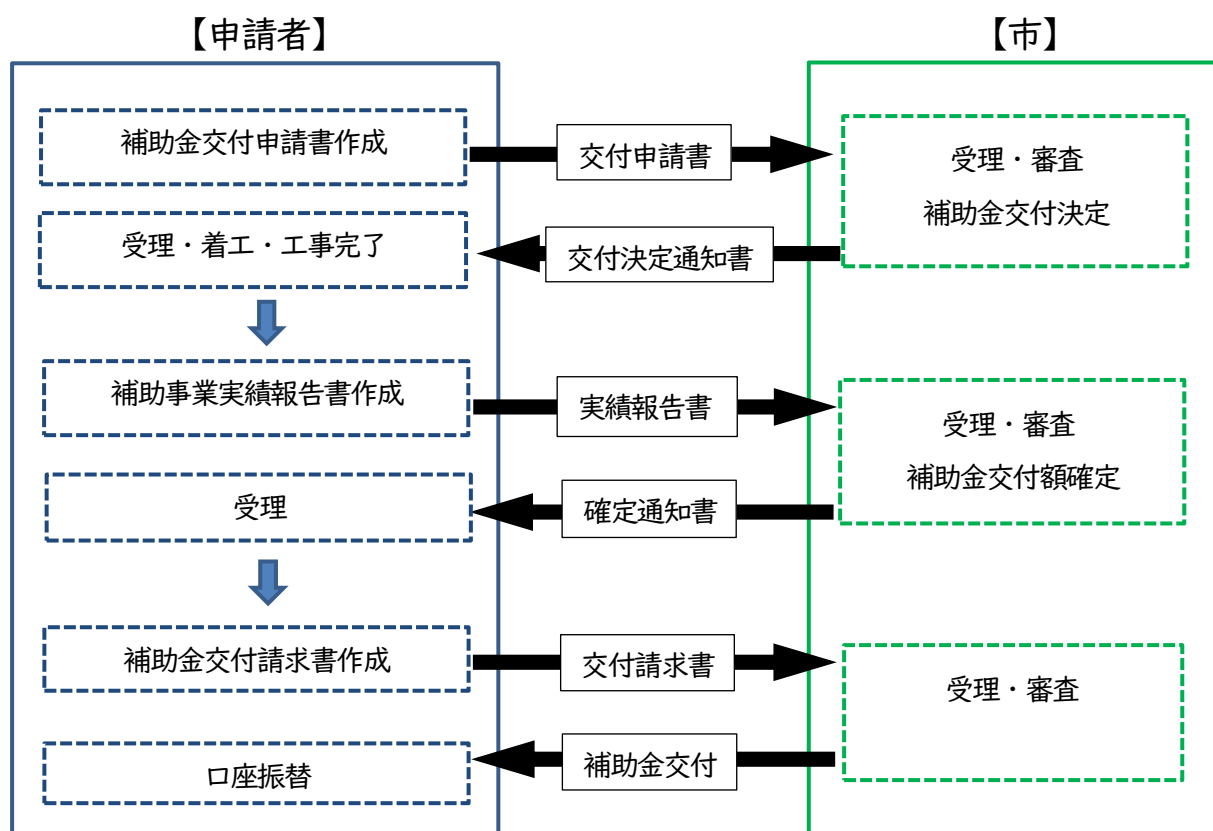 【申請者】
【市】
補助金交付申請書作成
交付申請書
受理・審査
補助金交付決定
受理・着工・工事完了
交付決定通知書
補助事業実績報告書作成
実績報告書
受理・審査
補助金交付額確定
受理
確定通知書
補助金交付請求書作成
交付請求書
受理・審査
口座振替
補助金交付